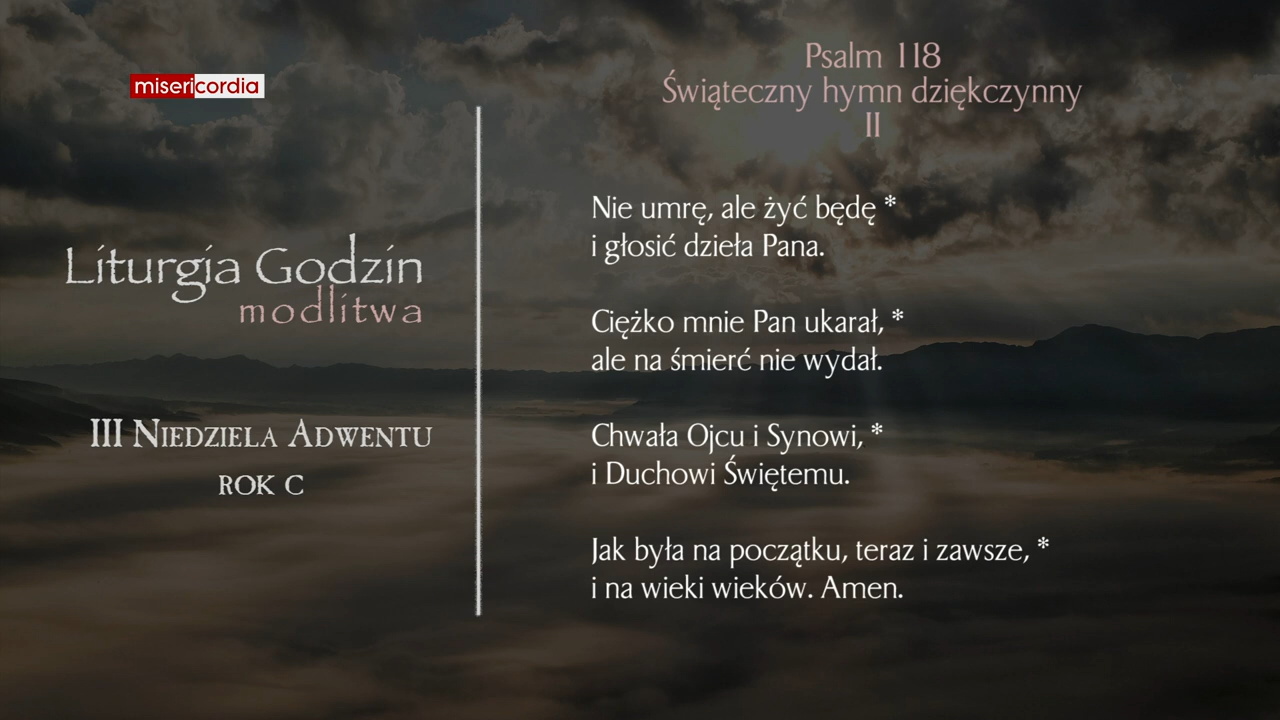 misericordia
Liturgia Godzin
modlitwa
III Niedziela Adwentu
rok C
Psalm 118
Świąteczny hymn dziękczynny
II
Nie umrę, ale żyć będę *
i głosić dzieła Pana.
Ciężko mnie Pan ukarał, *
ale na śmierć nie wydał.
Chwała Ojcu i Synowi, *
i Duchowi Świętemu.
Jak była na początku, teraz i zawsze, *
i na wieki wieków. Amen.